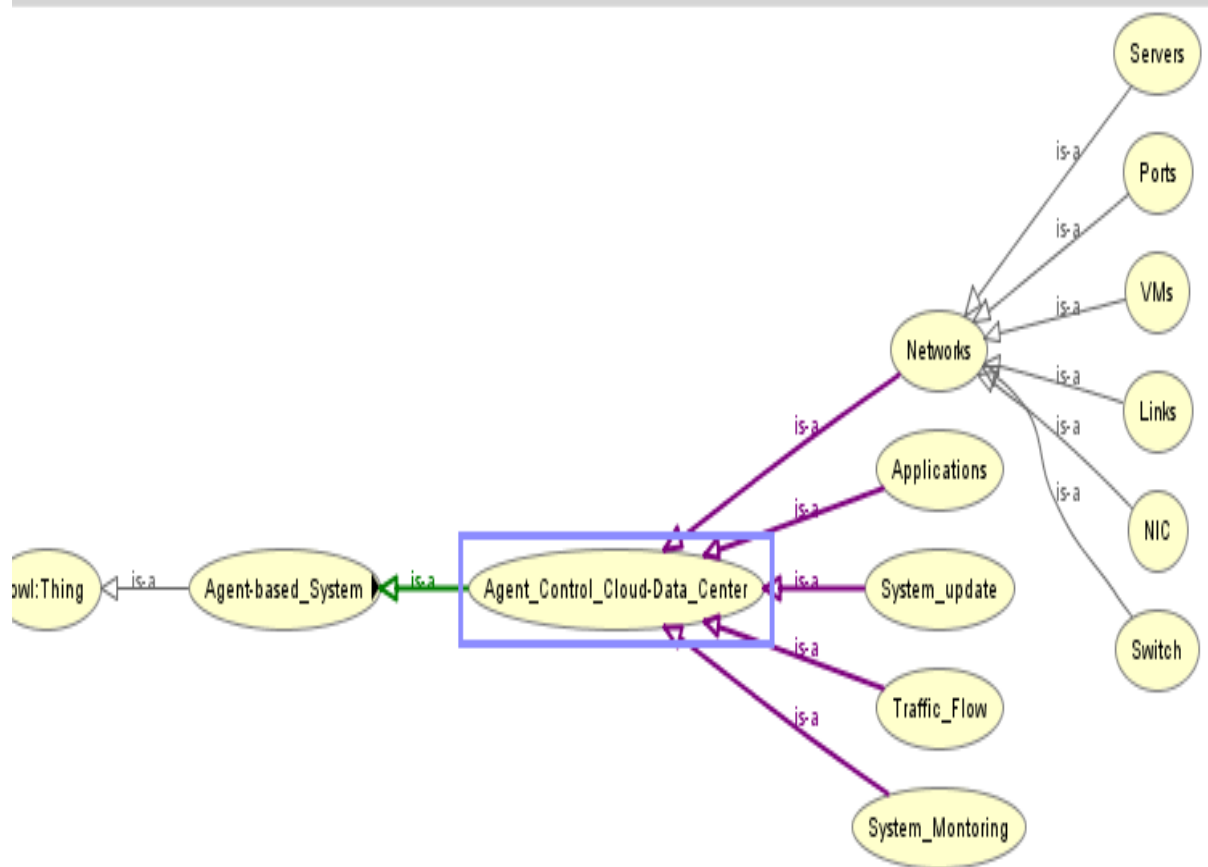 Servers
is-a
Ports
is-a
VMs
is-a
Networks
is-a
Links
is-a
is-a
Applications
is-a
NIC
is-a
owl:Thing
is-a
Agent-based_System
is-a
Agent_Control_Cloud-Data_Center
is-a
System_update
Switch
is-a
Traffic_Flow
is-a
System_Montoring